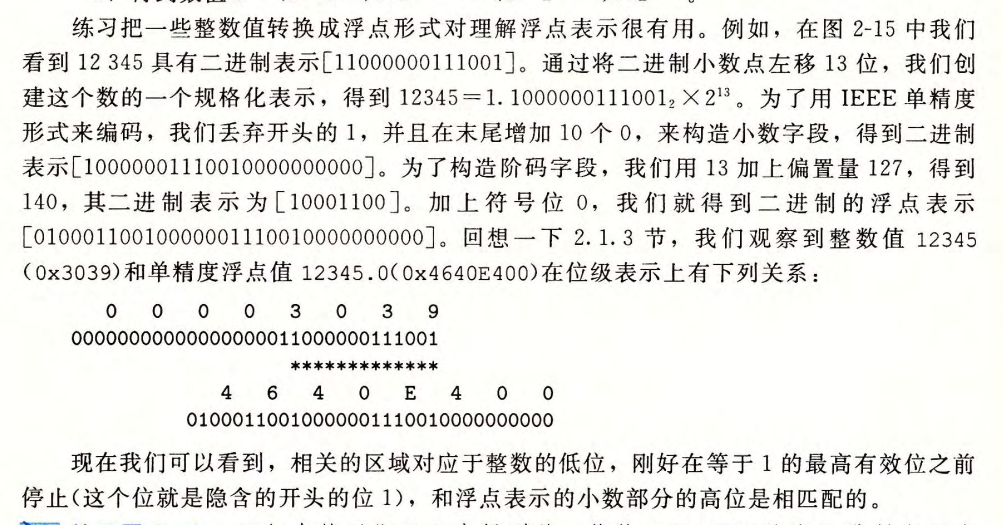 练习把一些整数值转换成浮点形式对理解浮点表示很有用。例如，在图 2-15 中我们
看到 12 345 具有二进制表示[11000000111001]。通过将二进制小数点左移 13 位，我们创
建这个数的一个规格化表示，得到 12345＝1.1000000111001₂×2¹³。为了用 IEEE 单精度
形式来编码，我们丢弃开头的 1，并且在末尾增加 10 个 0，来构造小数字段，得到二进制
表示[10000001110010000000000]。为了构造阶码字段，我们用 13 加上偏置量 127，得到
140，其二进制表示为[10001100]。加上符号位 0，我们就得到二进制的浮点表示
[01000110010000001110010000000000]。回想一下 2.1.3 节，我们观察到整数值 12345
(0x3039)和单精度浮点值 12345.0(0x4640E400)在位级表示上有下列关系：
0 0 0 0 3 0 3 9
00000000000000000011000000111001
*************
4 6 4 0 E 4 0 0
01000110010000001110010000000000
现在我们可以看到，相关的区域对应于整数的低位，刚好在等于 1 的最高有效位之前
停止(这个位就是隐含的开头的位 1)，和浮点表示的小数部分的高位是相匹配的。